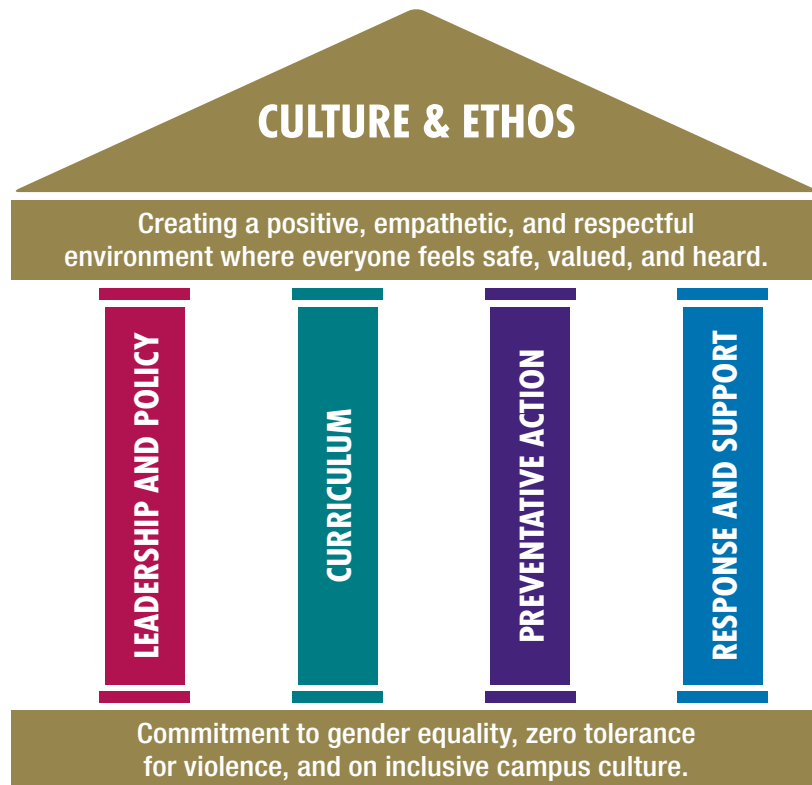 CULTURE & ETHOS
Creating a positive, empathetic, and respectful
environment where everyone feels safe, valued, and heard.
LEADERSHIP AND POLICY
CURRICULUM
PREVENTATIVE ACTION
RESPONSE AND SUPPORT
Commitment to gender equality, zero tolerance
for violence, and on inclusive campus culture.